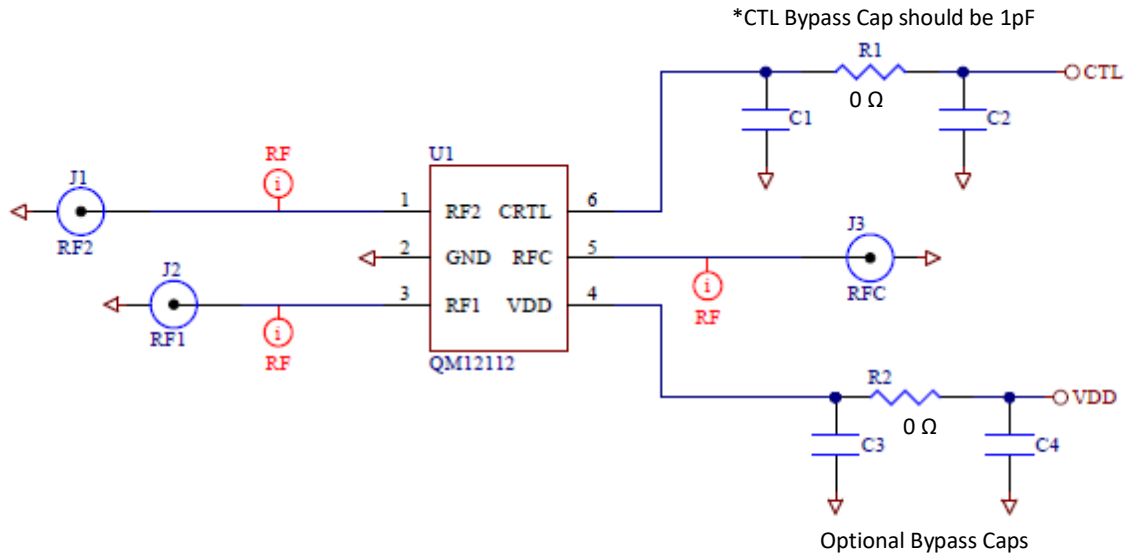 *CTL Bypass Cap should be 1pF
R1
CTL
0 Ω
C1
C2
U1
RF
J1
1
RF2
CRTL
6
RF2
J3
2
GND
RFC
5
J2
RFC
3
RF1
VDD
4
RF1
RF
RF
QM12112
R2
VDD
0 Ω
C3
C4
Optional Bypass Caps